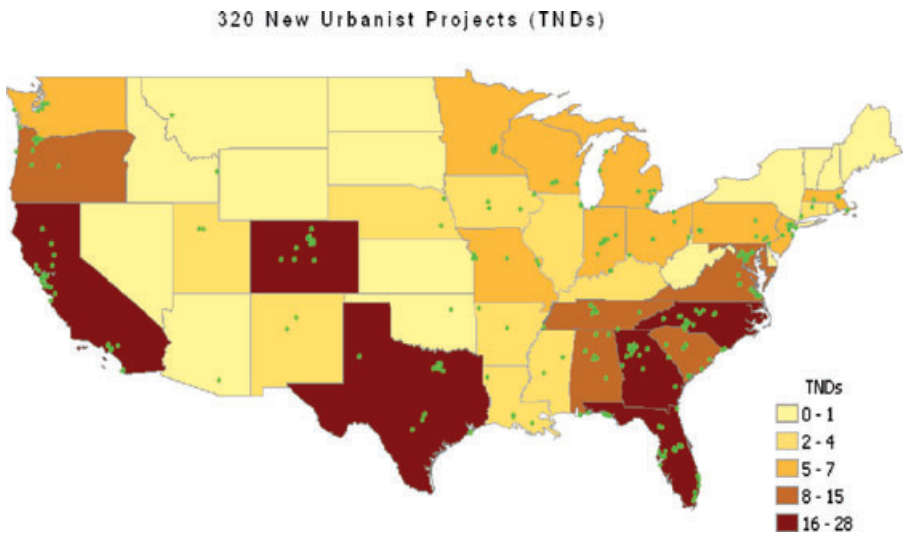 320 New Urbanist Projects (TNDs)
TNDs
0 - 1
2 - 4
5 - 7
8 - 15
16 - 28